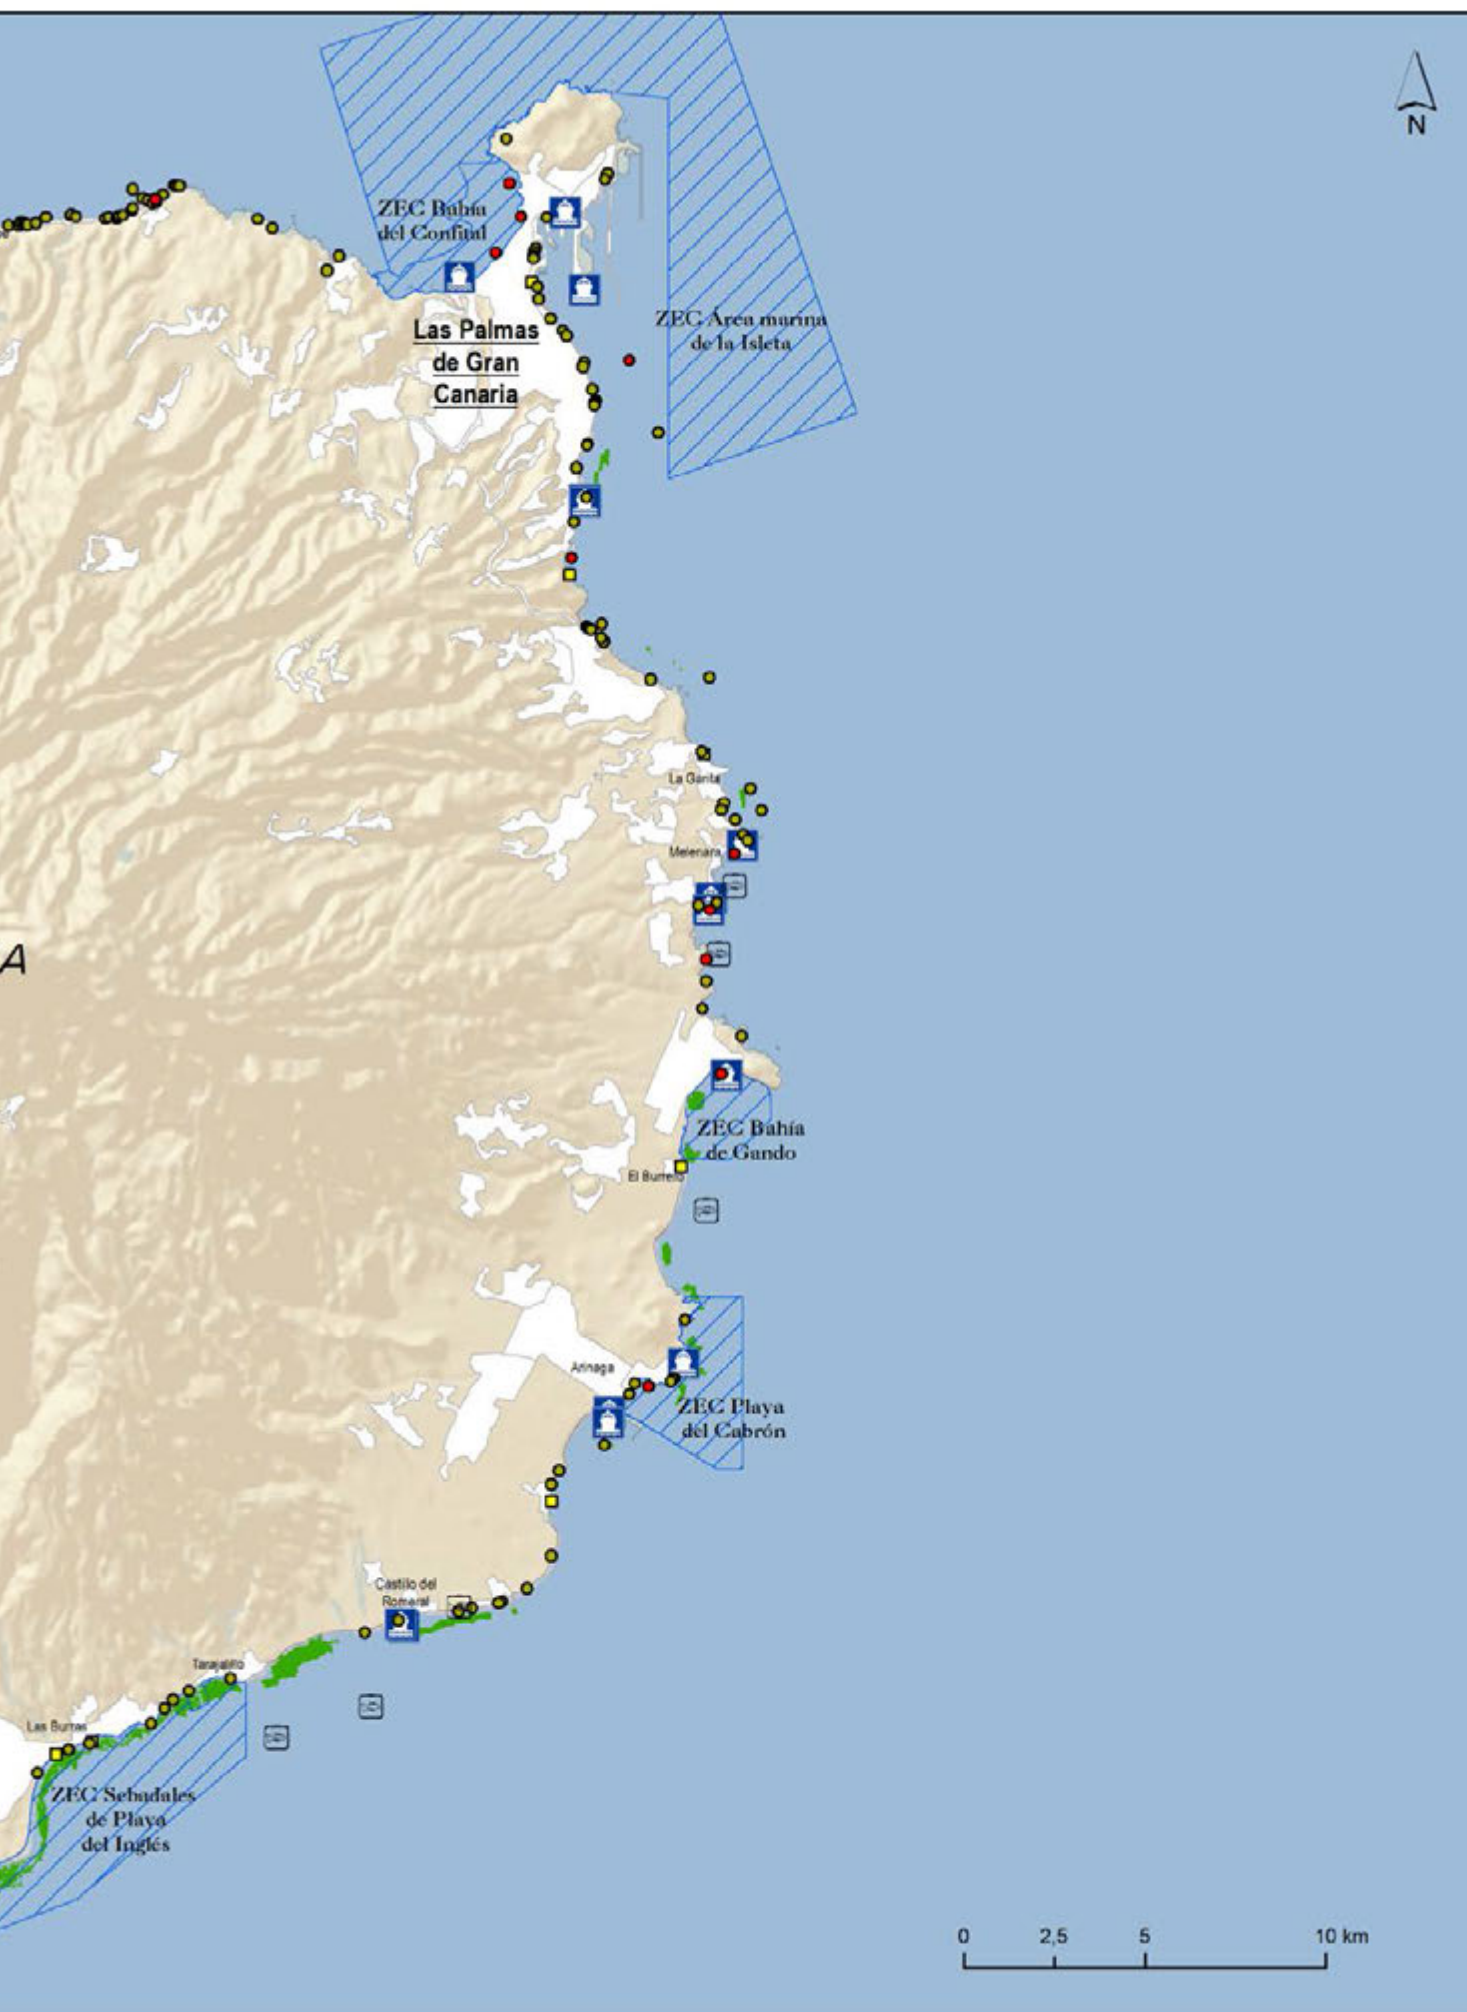 N
ZEC Bahía
del Confital
Las Palmas
de Gran
Canaria
ZEC Área marina
de la Isleta
La Garita
Melenara
A
ZEC Bahía
de Gando
El Burrero
Arinaga
ZEC Playa
del Cabrón
Castillo del
Romeral
Tarajalillo
Las Burras
ZEC Sebadales
de Playa
del Inglés
0 2,5 5 10 km